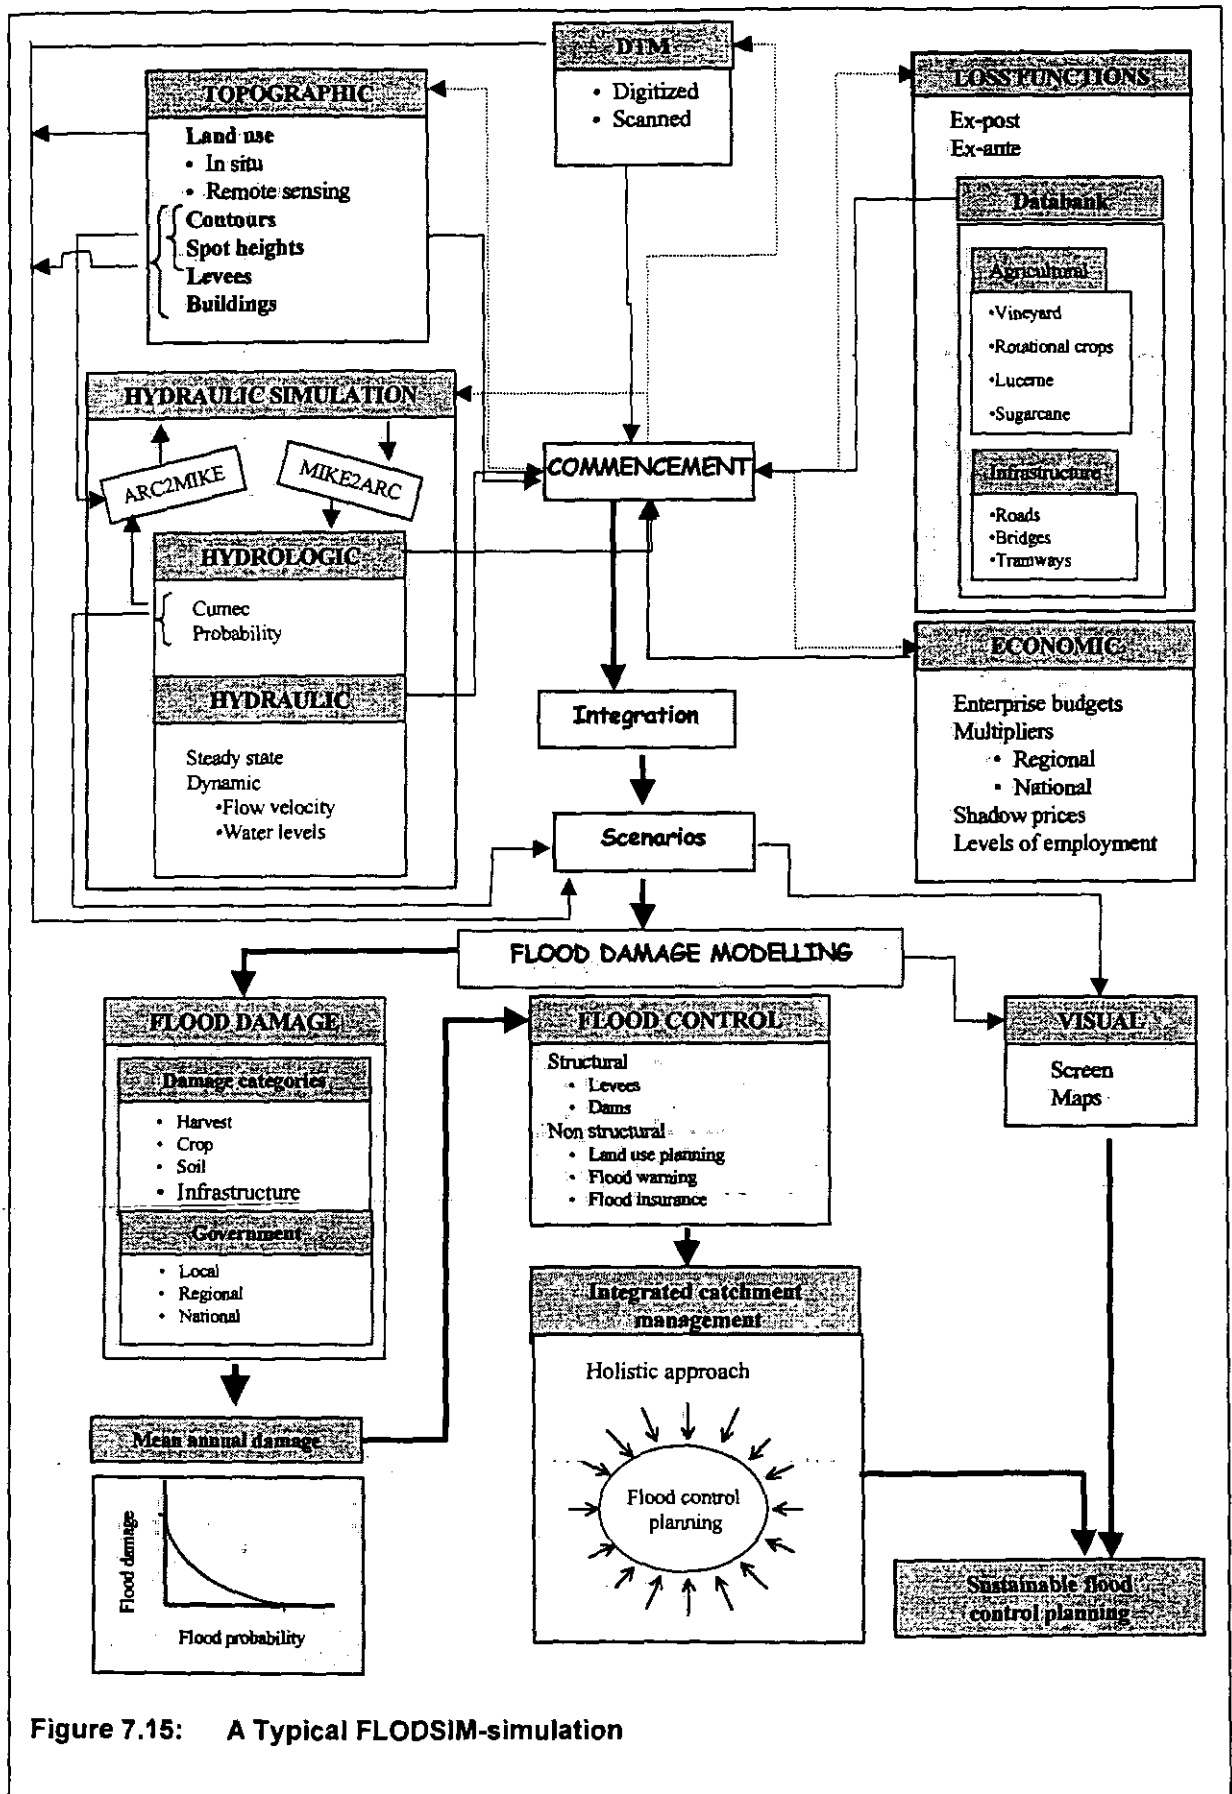 DTM
• Digitized
• Scanned
TOPOGRAPHIC
Land use
• In situ
• Remote sensing
Contours
Spot heights
Levees
Buildings
LOSS FUNCTIONS
Ex-post
Ex-ante
Databank
Agricultural
•Vineyard
•Rotational crops
•Lucerne
•Sugarcane
Infrastructure
•Roads
•Bridges
•Tramways
HYDRAULIC SIMULATION
ARC2MIKE
MIKE2ARC
HYDROLOGIC
Cumec
Probability
HYDRAULIC
Steady state
Dynamic
•Flow velocity
•Water levels
COMMENCEMENT
Integration
Scenarios
ECONOMIC
Enterprise budgets
Multipliers
• Regional
• National
Shadow prices
Levels of employment
FLOOD DAMAGE MODELLING
FLOOD DAMAGE
Damage categories
• Harvest
• Crop
• Soil
• Infrastructure
Government
• Local
• Regional
• National
FLOOD CONTROL
Structural
• Levees
• Dams
Non structural
• Land use planning
• Flood warning
• Flood insurance
VISUAL
Screen
Maps
Integrated catchment
management
Holistic approach
Flood control
planning
Mean annual damage
Flood damage
Flood probability
Sustainable flood
control planning
Figure 7.15: A Typical FLODSIM-simulation